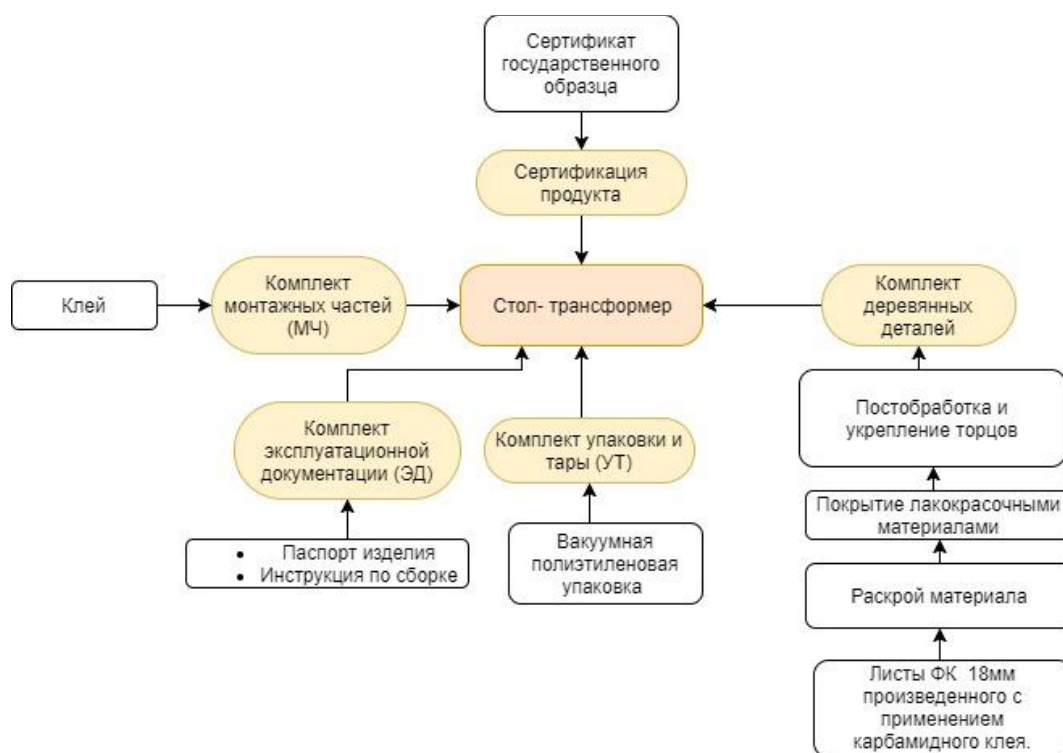 Сертификат
государственного
образца
Сертификация
продукта
Клей
Комплект
монтажных частей
(МЧ)
Стол- трансформер
Комплект
деревянных
деталей
Комплект
эксплуатационной
документации (ЭД)
Комплект упаковки и
тары (УТ)
Постобработка и
укрепление торцов
• Паспорт изделия
• Инструкция по сборке
Вакуумная
полиэтиленовая
упаковка
Покрытие лакокрасочными
материалами
Раскрой материала
Листы ФК 18мм
произведенного с
применением
карбамидного клея.